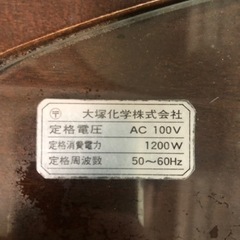 〒 大塚化学株式会社
定格電圧 AC 100V
定格消費電力 1200W
定格周波数 50〜60Hz